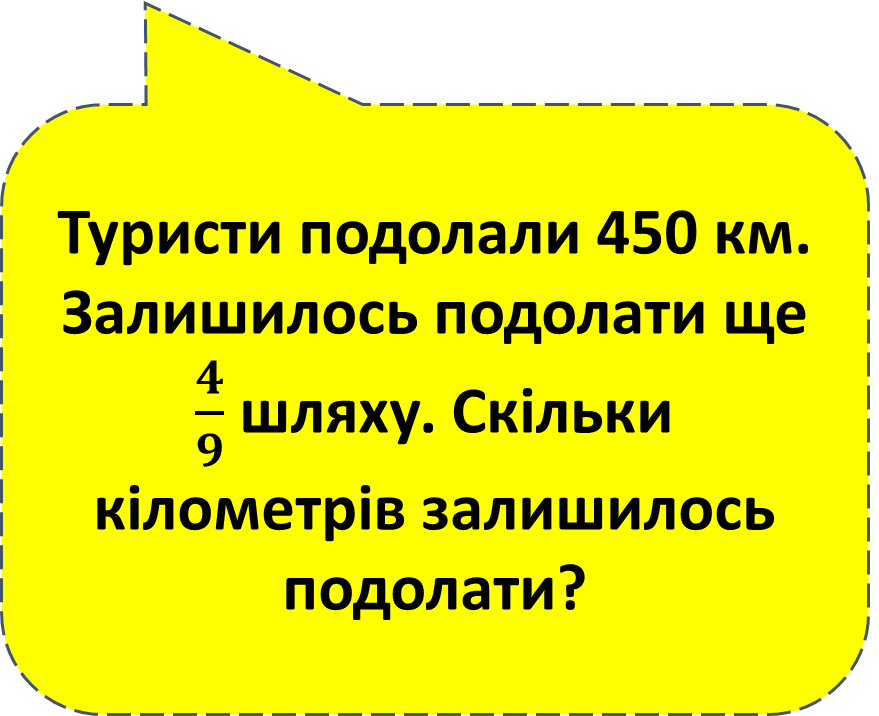 Туристи подолали 450 км.
Залишилось подолати ще
4/9 шляху. Скільки
кілометрів залишилось
подолати?